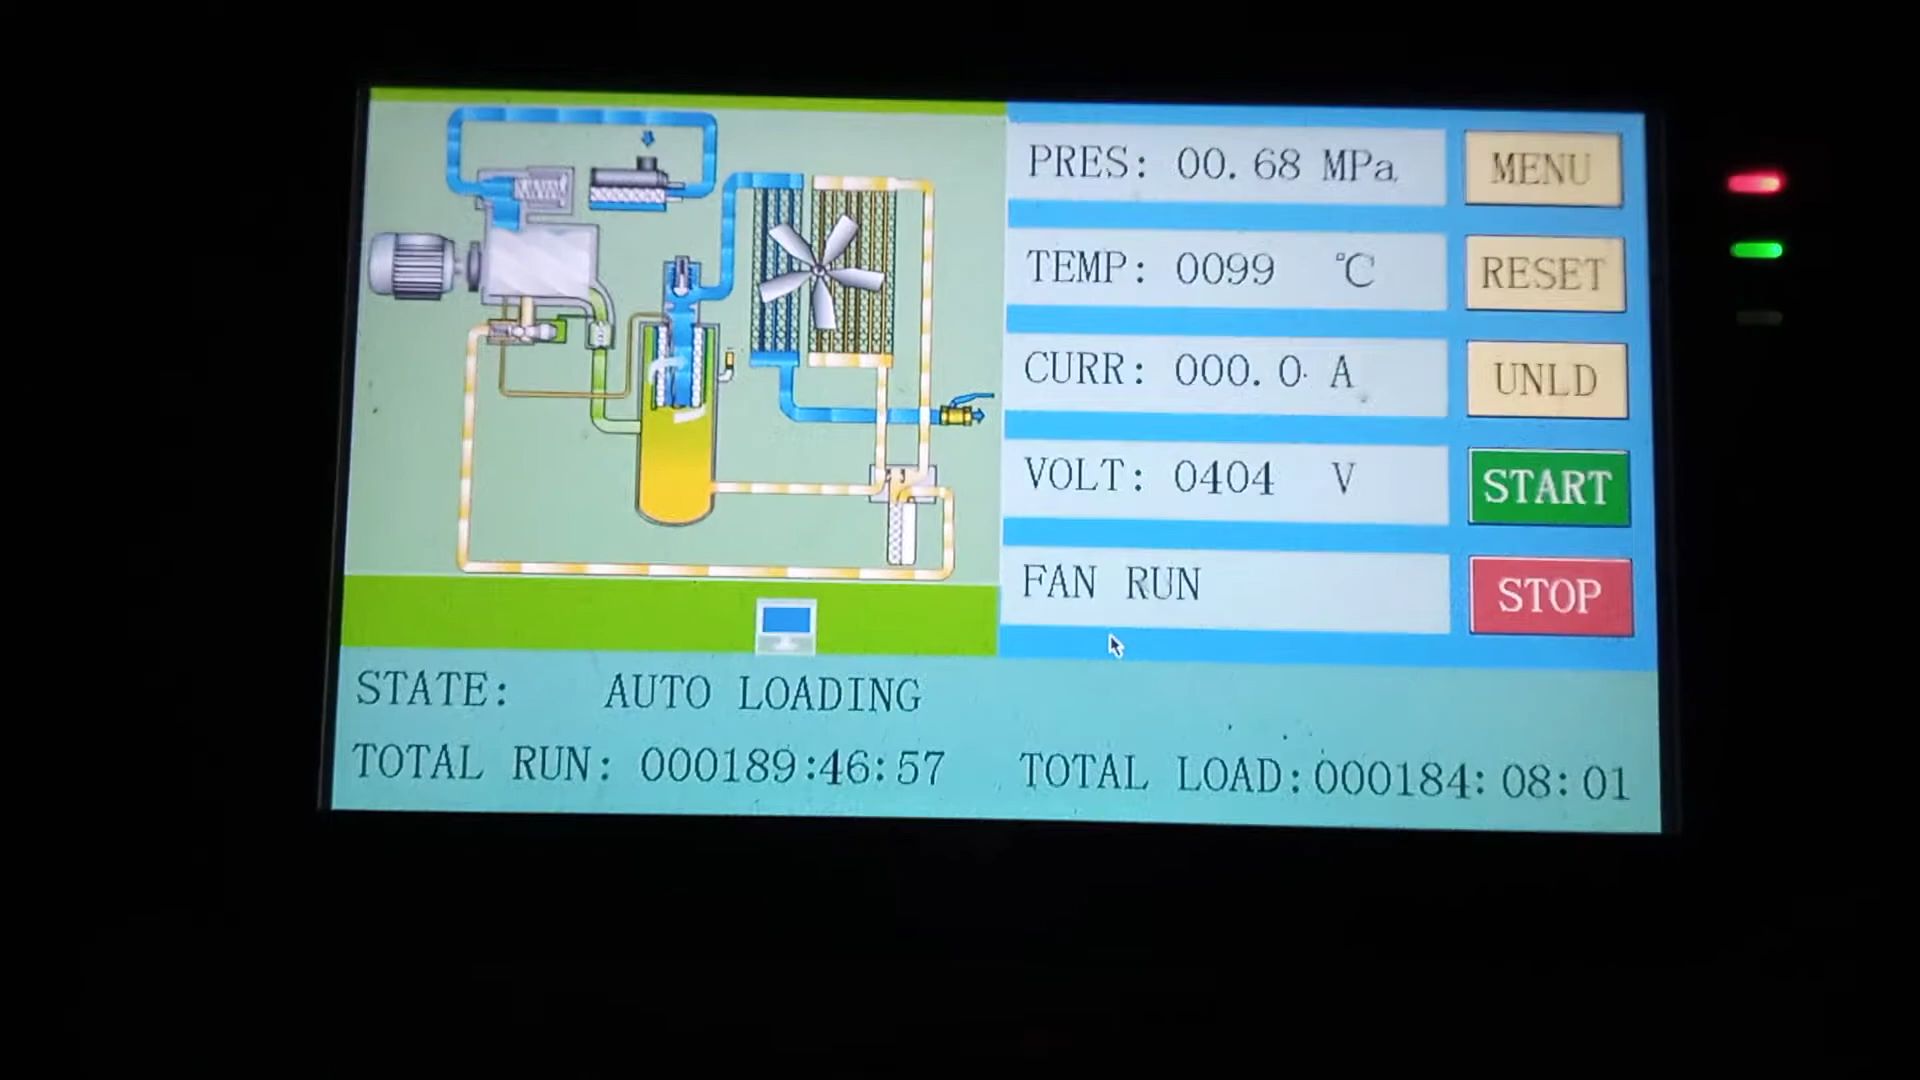 PRES: 00.68 MPa
MENU
TEMP: 0099 ℃
RESET
CURR: 000.0 A
UNLD
VOLT: 0404 V
START
FAN RUN
STOP
STATE: AUTO LOADING
TOTAL RUN: 000189:46:57 TOTAL LOAD:000184:08:01